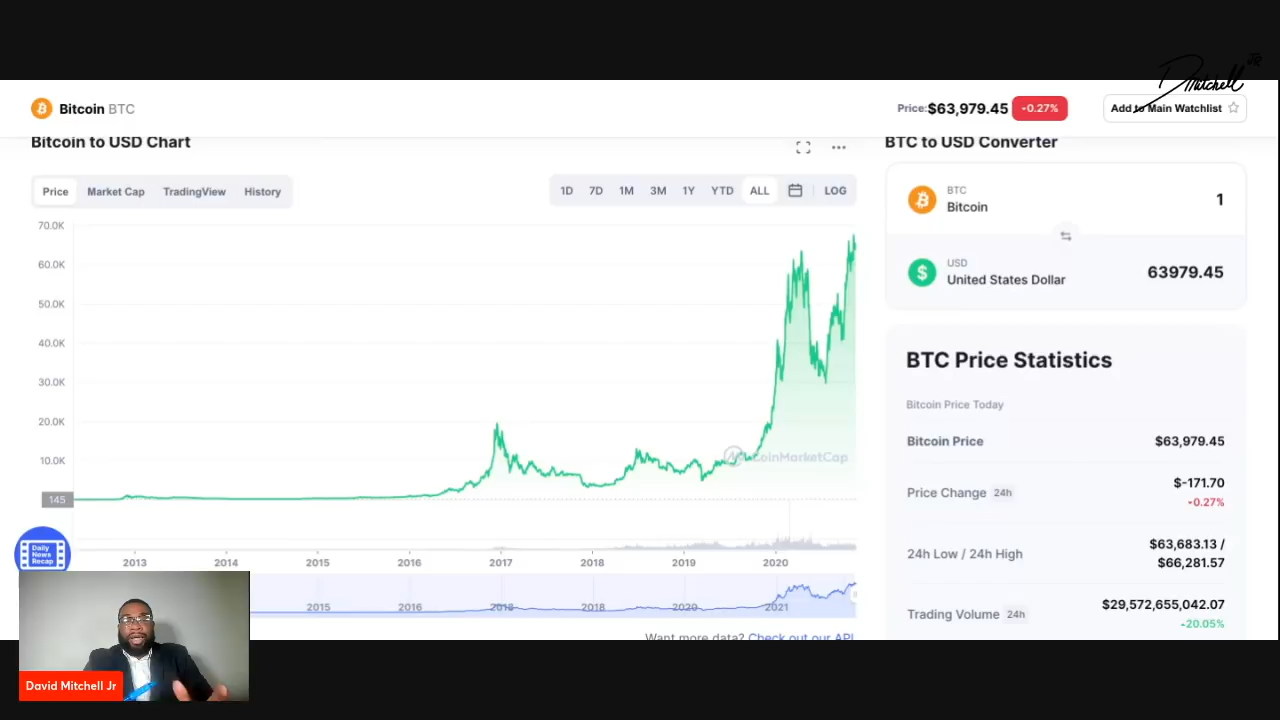 D Mitchell JR
Bitcoin BTC
Price: $63,979.45 -0.27%
Add to Main Watchlist
Bitcoin to USD Chart
BTC to USD Converter
Price Market Cap TradingView History
1D 7D 1M 3M 1Y YTD ALL LOG
BTC
Bitcoin
1
USD
United States Dollar
63979.45
70.0K
60.0K
50.0K
40.0K
30.0K
20.0K
10.0K
145
CoinMarketCap
2013 2014 2015 2016 2017 2018 2019 2020
2015 2016 2018 2018 2020 2021
Want more data? Check out our API
BTC Price Statistics
Bitcoin Price Today
Bitcoin Price
$63,979.45
Price Change 24h
$-171.70
-0.27%
24h Low / 24h High
$63,683.13 /
$66,281.57
Trading Volume 24h
$29,572,655,042.07
20.05%
Daily
News
Recap
David Mitchell Jr